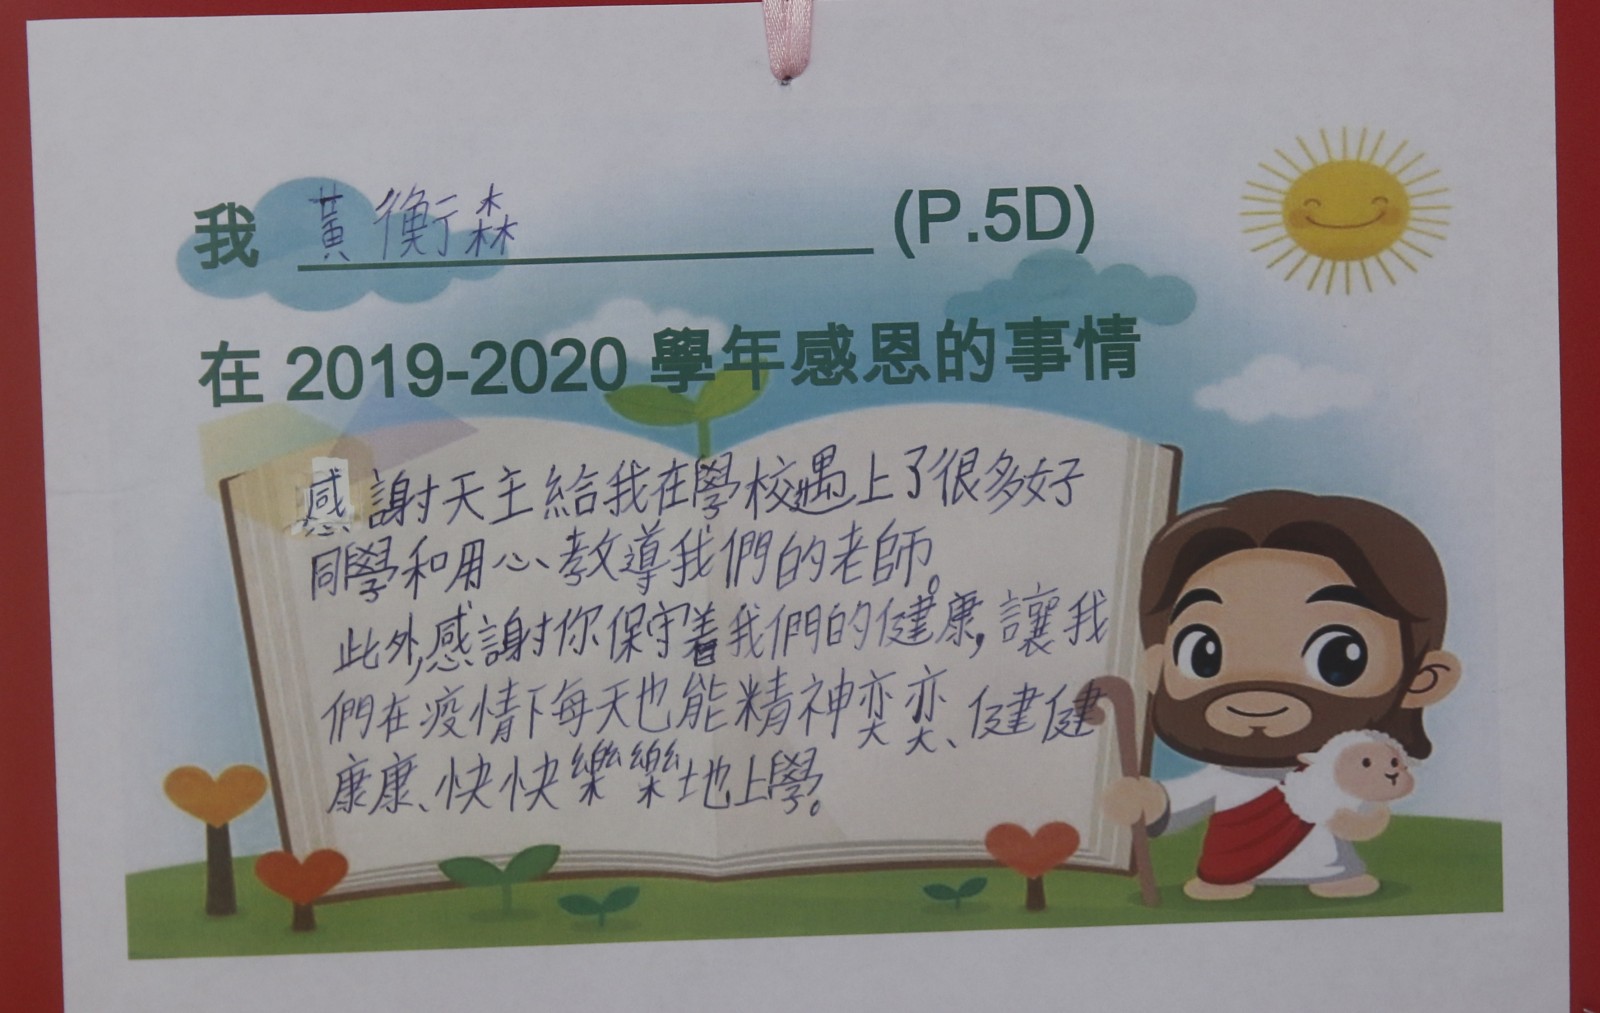 我 黃衡森 (P.5D)
在 2019-2020 學年感恩的事情
感謝天主給我在學校遇上了很多好
同學和用心教導我們的老師。
此外,感謝你保守着我們的健康,讓我
們在疫情下每天也能精神奕奕、健健
康康、快快樂樂地上學。